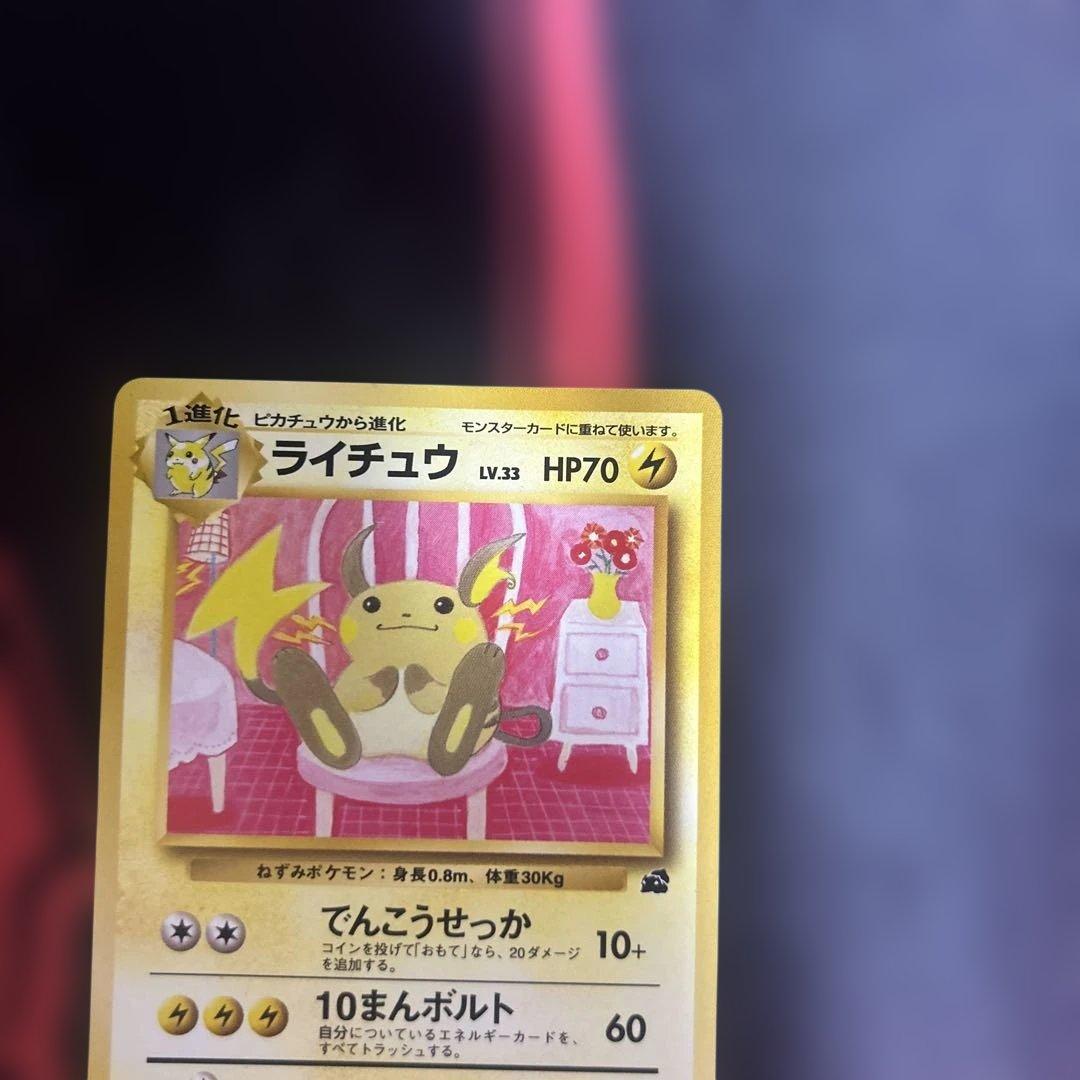 1進化 ピカチュウから進化 モンスターカードに重ねて使います。
ライチュウ LV.33 HP70
ねずみポケモン：身長0.8m、体重30Kg
でんこうせっか 10+
コインを投げて「おもて」なら、20ダメージ
を追加する。
10まんボルト 60
自分についているエネルギーカードを、
すべてトラッシュする。